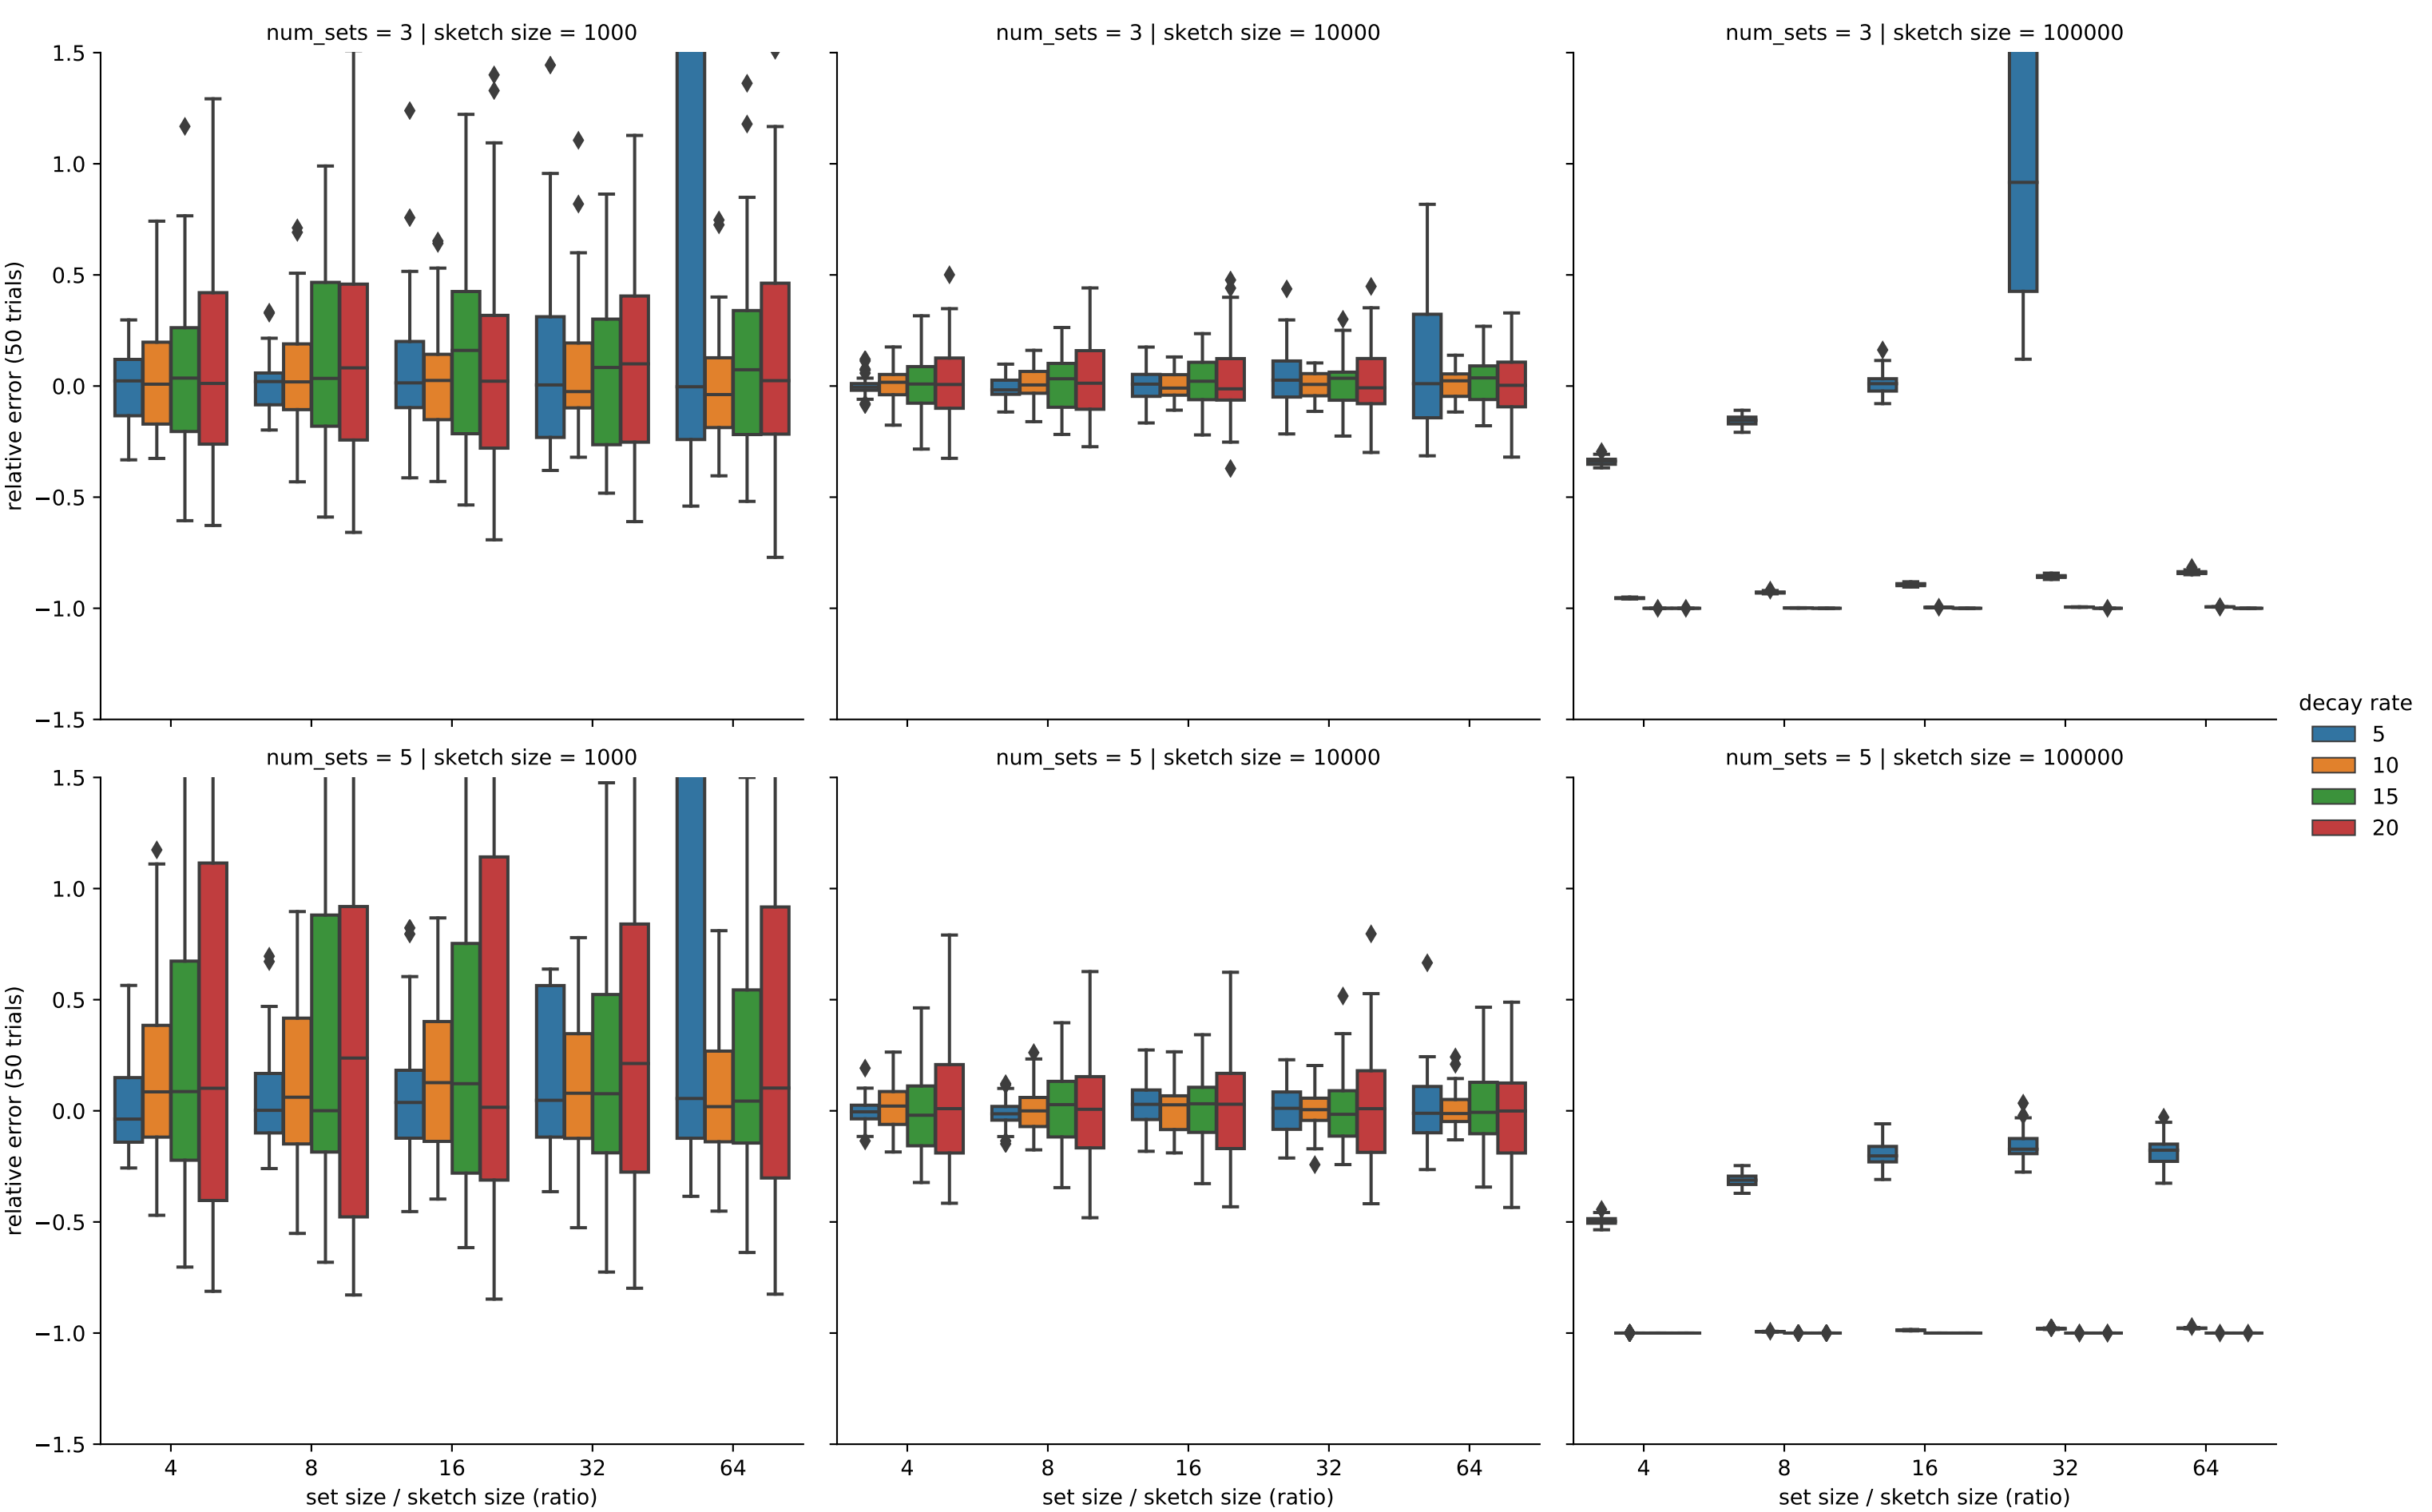 num_sets = 3 | sketch size = 1000
num_sets = 3 | sketch size = 10000
num_sets = 3 | sketch size = 100000
relative error (50 trials)
1.5
1.0
0.5
0.0
−0.5
−1.0
−1.5
decay rate
5
10
15
20
num_sets = 5 | sketch size = 1000
num_sets = 5 | sketch size = 10000
num_sets = 5 | sketch size = 100000
relative error (50 trials)
1.5
1.0
0.5
0.0
−0.5
−1.0
−1.5
4 8 16 32 64
4 8 16 32 64
4 8 16 32 64
set size / sketch size (ratio)
set size / sketch size (ratio)
set size / sketch size (ratio)